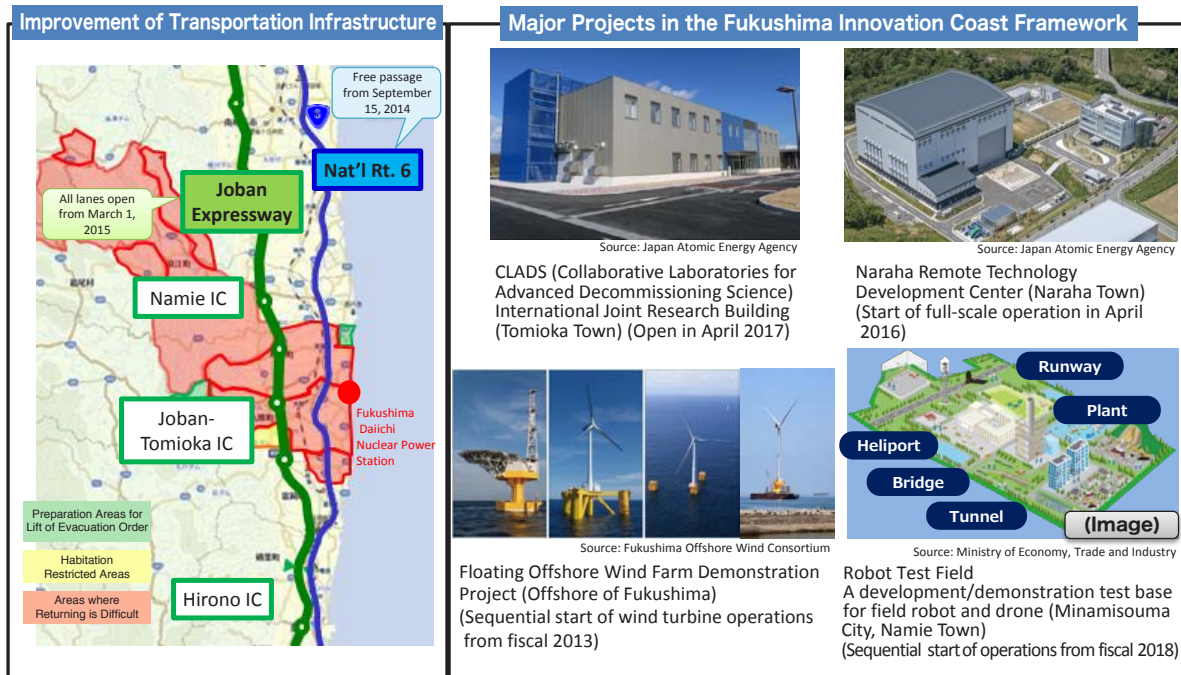 Improvement of Transportation Infrastructure
Free passage
from September
15, 2014
6
Nat'l Rt. 6
Joban
Expressway
All lanes open
from March 1,
2015
Namie IC
Joban-
Tomioka IC
Fukushima
Daiichi
Nuclear Power
Station
Preparation Areas for
Lift of Evacuation Order
Habitation
Restricted Areas
Areas where
Returning is Difficult
Hirono IC
Major Projects in the Fukushima Innovation Coast Framework
Source: Japan Atomic Energy Agency
CLADS (Collaborative Laboratories for
Advanced Decommissioning Science)
International Joint Research Building
(Tomioka Town) (Open in April 2017)
Source: Japan Atomic Energy Agency
Naraha Remote Technology
Development Center (Naraha Town)
(Start of full-scale operation in April
2016)
Source: Fukushima Offshore Wind Consortium
Floating Offshore Wind Farm Demonstration
Project (Offshore of Fukushima)
(Sequential start of wind turbine operations
from fiscal 2013)
Runway
Plant
Heliport
Bridge
Tunnel
(Image)
Source: Ministry of Economy, Trade and Industry
Robot Test Field
A development/demonstration test base
for field robot and drone (Minamisouma
City, Namie Town)
(Sequential start of operations from fiscal 2018)